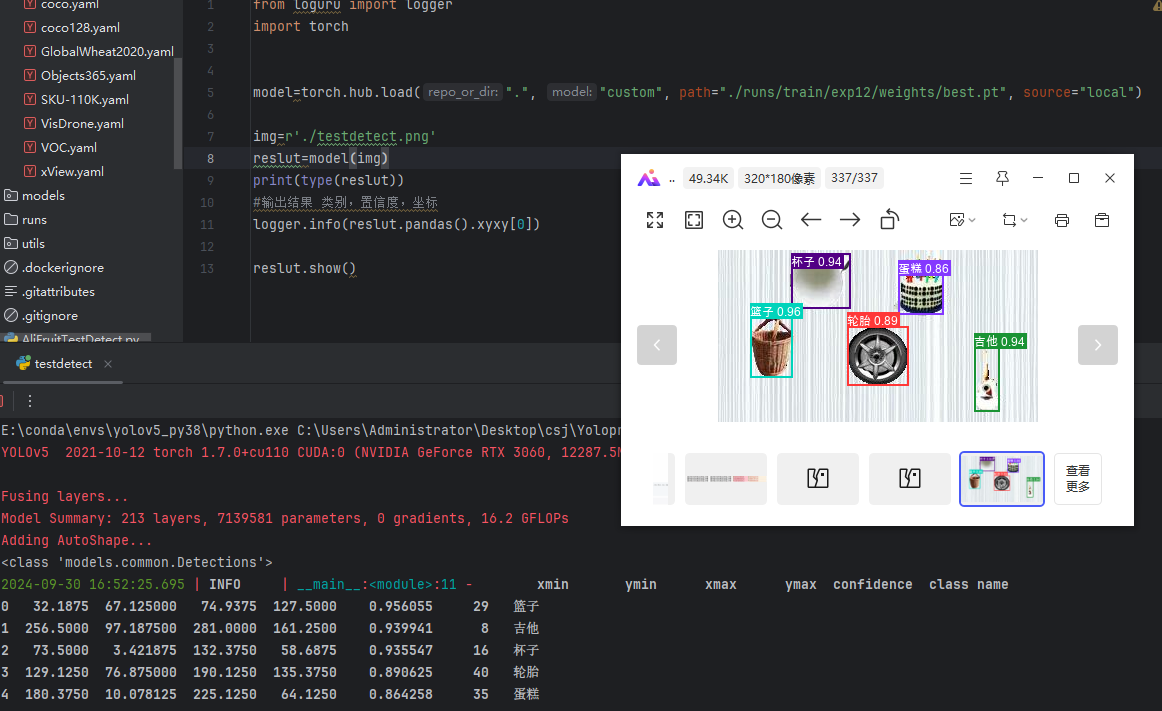 coco.yaml
coco128.yaml
GlobalWheat2020.yaml
Objects365.yaml
SKU-110K.yaml
VisDrone.yaml
VOC.yaml
xView.yaml
models
runs
utils
.dockerignore
.gitattributes
.gitignore
AliFruitTestDetect.py
1 from loguru import logger
2 import torch
3
4
5 model=torch.hub.load( repo_or_dir: ".", model: "custom", path="./runs/train/exp12/weights/best.pt", source="local")
6
7 img=r'./testdetect.png'
8 reslut=model(img)
9 print(type(reslut))
10 #输出结果 类别，置信度，坐标
11 logger.info(reslut.pandas().xyxy[0])
12
13 reslut.show()
.. 49.34K 320*180像素 337/337
杯子 0.94
蛋糕 0.86
篮子 0.96
轮胎 0.89
吉他 0.94
查看
更多
testdetect
E:\conda\envs\yolov5_py38\python.exe C:\Users\Administrator\Desktop\csj\Yolopr
YOLOv5 2021-10-12 torch 1.7.0+cu110 CUDA:0 (NVIDIA GeForce RTX 3060, 12287.5M
Fusing layers...
Model Summary: 213 layers, 7139581 parameters, 0 gradients, 16.2 GFLOPs
Adding AutoShape...
<class 'models.common.Detections'>
2024-09-30 16:52:25.695 | INFO | __main__:<module>:11 - xmin ymin xmax ymax confidence class name
0 32.1875 67.125000 74.9375 127.5000 0.956055 29 篮子
1 256.5000 97.187500 281.0000 161.2500 0.939941 8 吉他
2 73.5000 3.421875 132.3750 58.6875 0.935547 16 杯子
3 129.1250 76.875000 190.1250 135.3750 0.890625 40 轮胎
4 180.3750 10.078125 225.1250 64.1250 0.864258 35 蛋糕